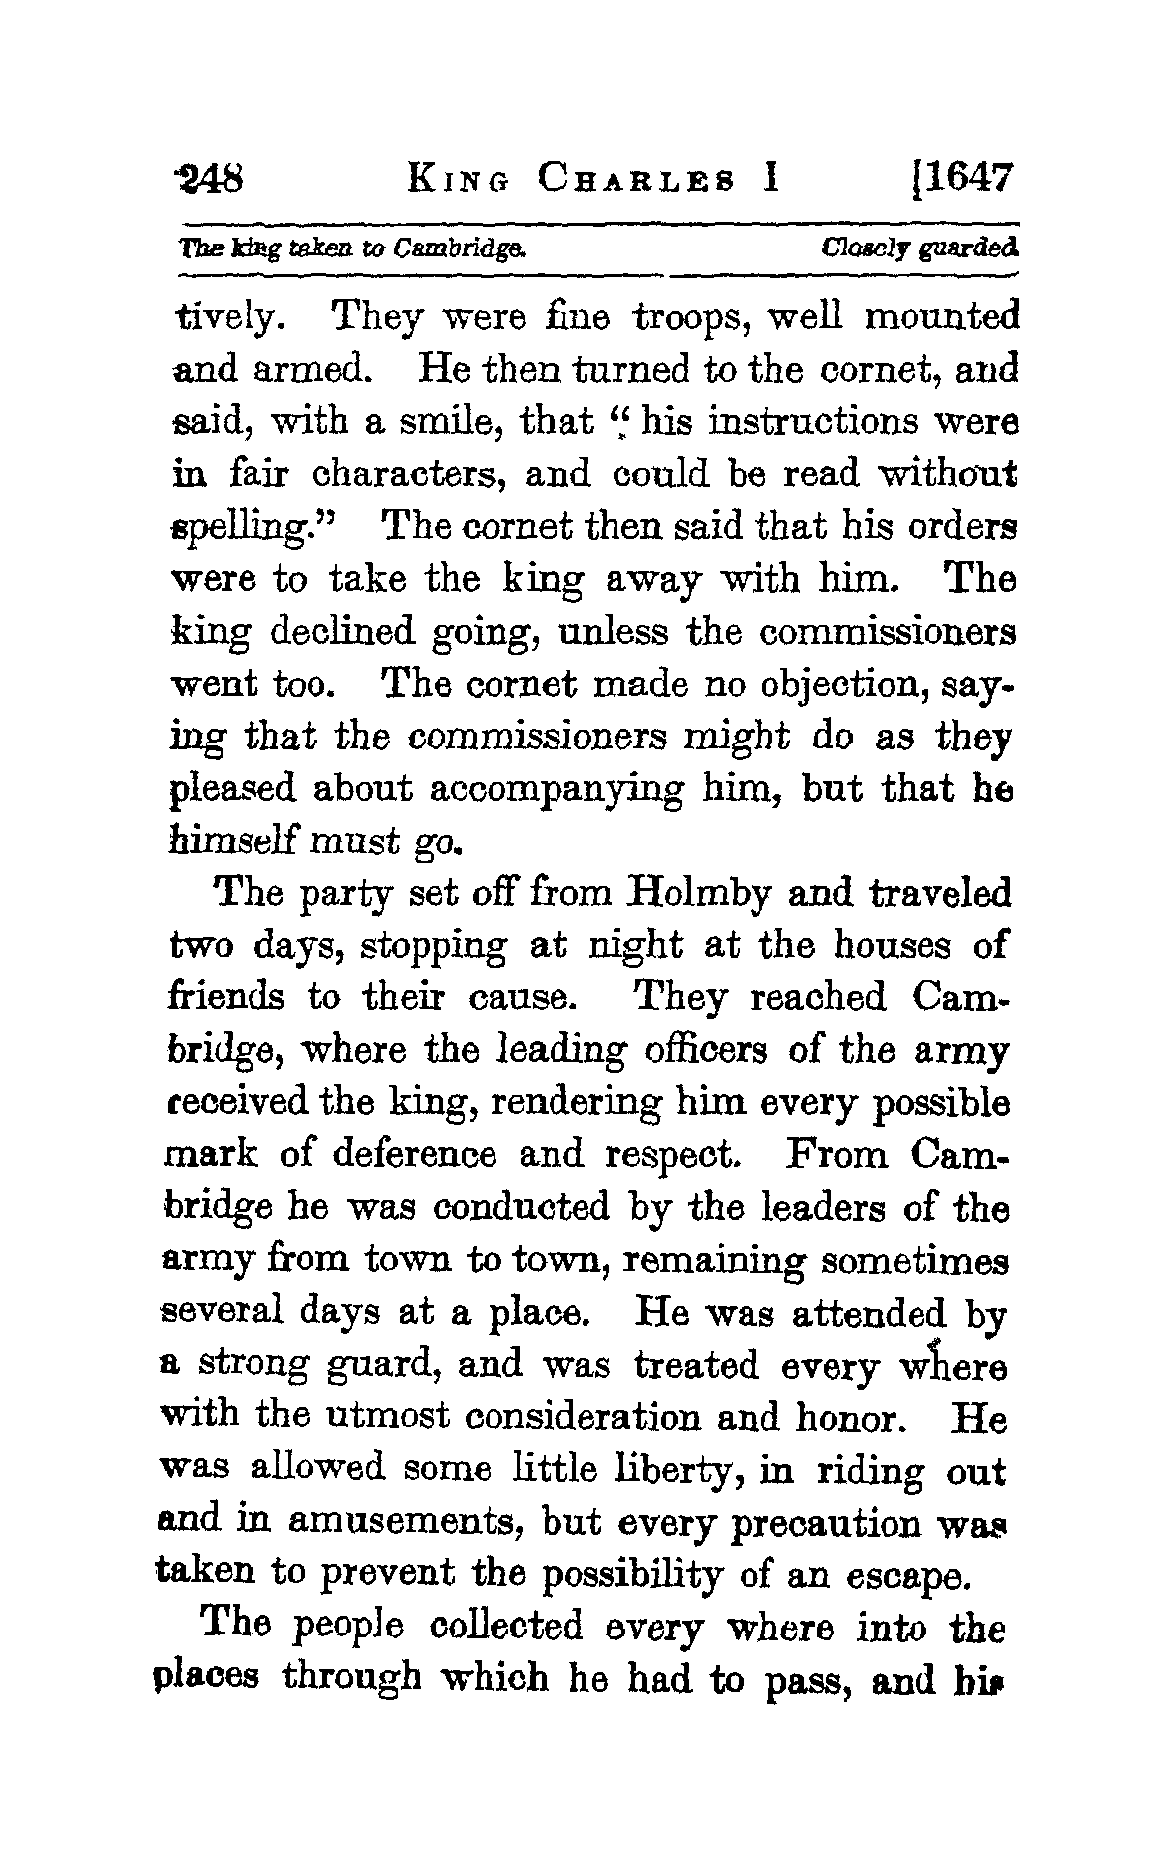 248 King Charles I [1647
The king taken to Cambridge. Closely guarded.
tively. They were fine troops, well mounted
and armed. He then turned to the cornet, and
said, with a smile, that “ his instructions were
in fair characters, and could be read without
spelling.” The cornet then said that his orders
were to take the king away with him. The
king declined going, unless the commissioners
went too. The cornet made no objection, say-
ing that the commissioners might do as they
pleased about accompanying him, but that he
himself must go.
The party set off from Holmby and traveled
two days, stopping at night at the houses of
friends to their cause. They reached Cam-
bridge, where the leading officers of the army
received the king, rendering him every possible
mark of deference and respect. From Cam-
bridge he was conducted by the leaders of the
army from town to town, remaining sometimes
several days at a place. He was attended by
a strong guard, and was treated every where
with the utmost consideration and honor. He
was allowed some little liberty, in riding out
and in amusements, but every precaution was
taken to prevent the possibility of an escape.
The people collected every where into the
places through which he had to pass, and his